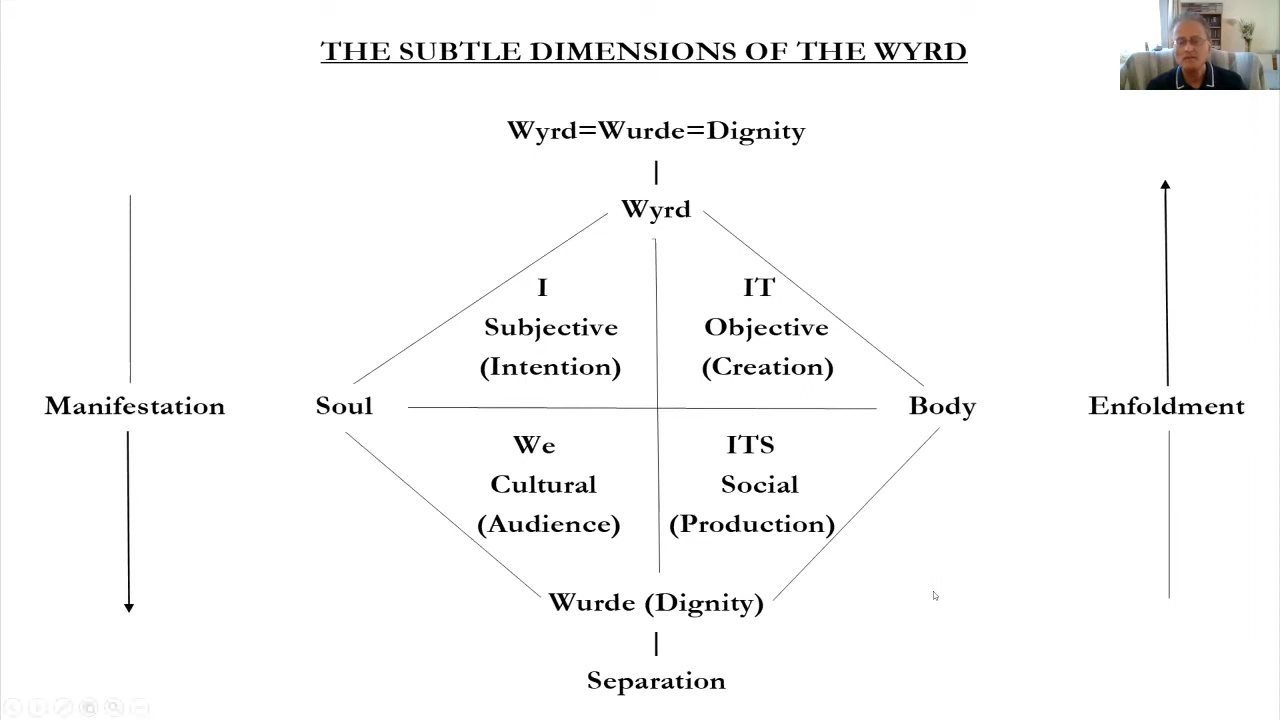 THE SUBTLE DIMENSIONS OF THE WYRD
Wyrd=Wurde=Dignity
Wyrd
I
IT
Subjective
Objective
(Intention)
(Creation)
Manifestation
Soul
Body
Enfoldment
We
ITS
Cultural
Social
(Audience)
(Production)
Wurde (Dignity)
Separation